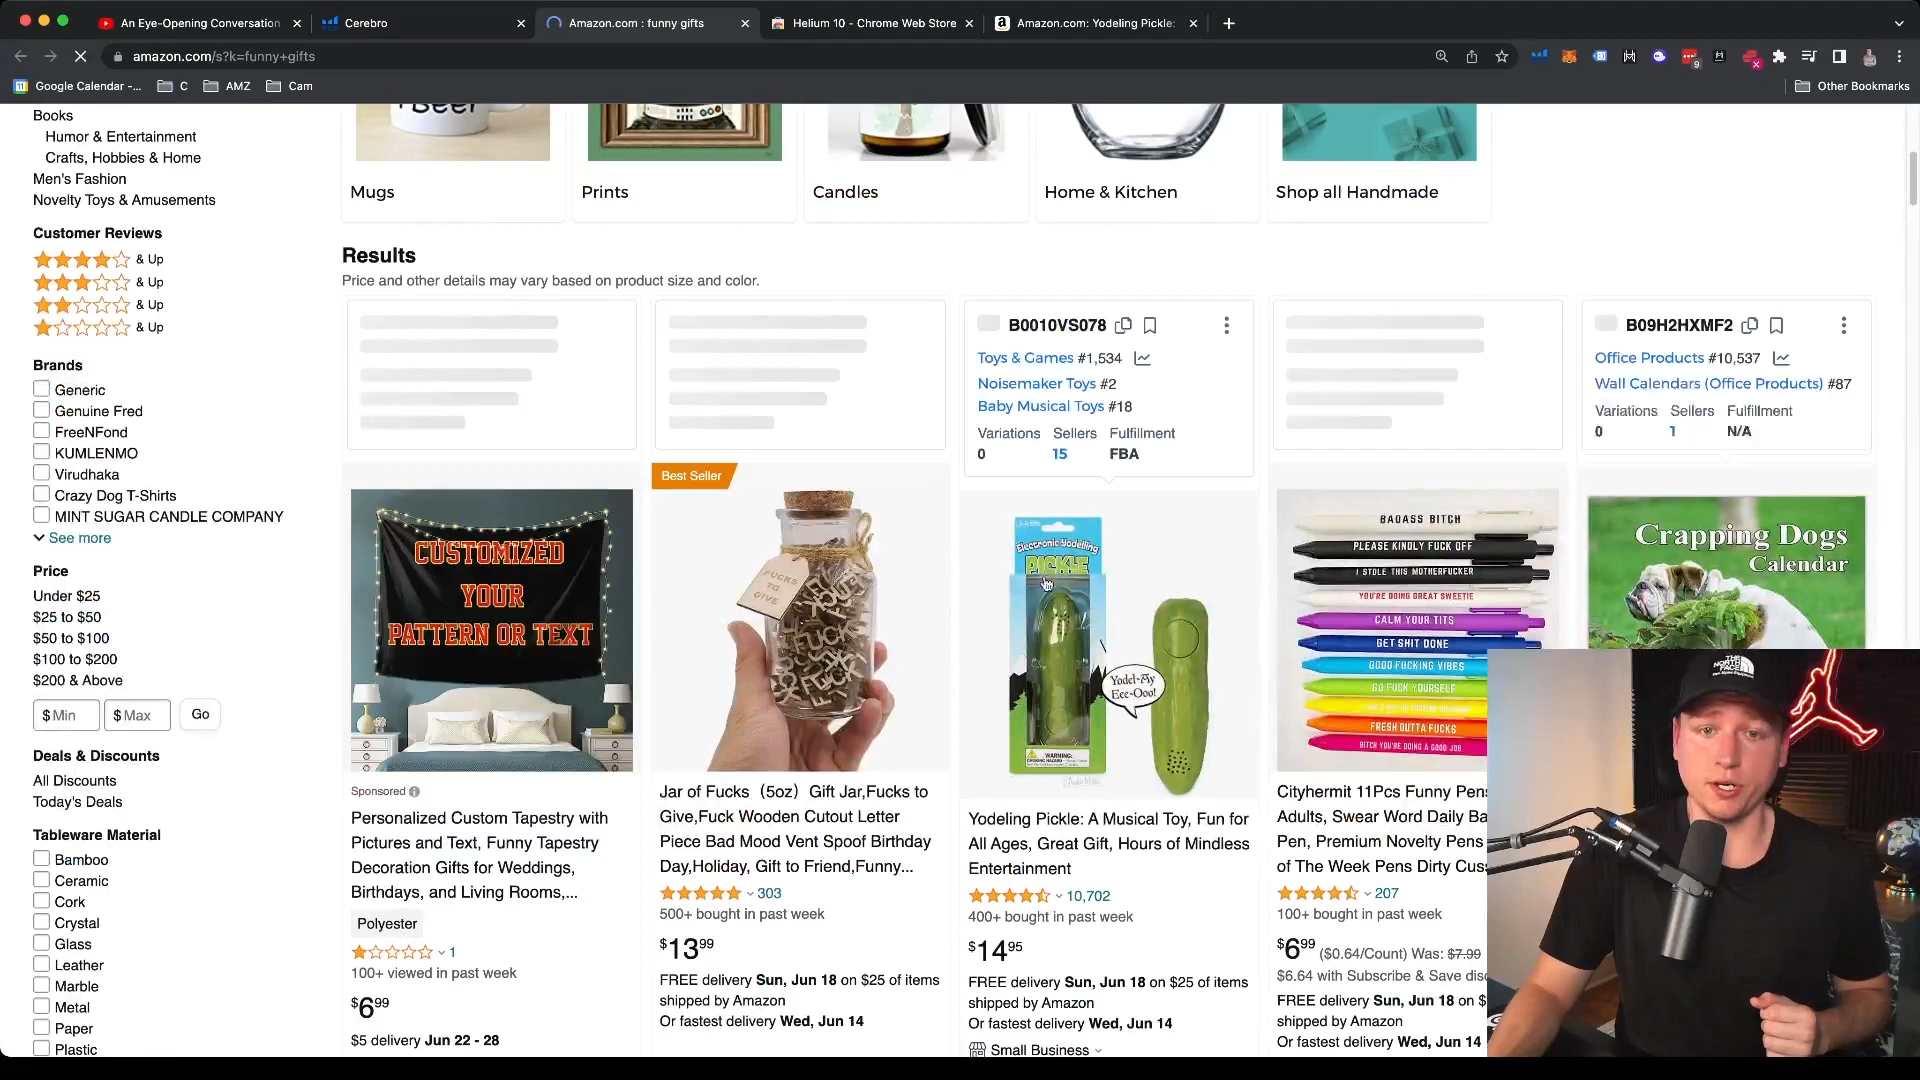 An Eye-Opening Conversation
Cerebro
Amazon.com : funny gifts
Helium 10 - Chrome Web Store
Amazon.com: Yodeling Pickle:
amazon.com/s?k=funny+gifts
9
Google Calendar -...
C
AMZ
Cam
Other Bookmarks
Books
Humor & Entertainment
Crafts, Hobbies & Home
Men's Fashion
Novelty Toys & Amusements
Customer Reviews
& Up
& Up
& Up
& Up
Brands
Generic
Genuine Fred
FreeNFond
KUMLENMO
Virudhaka
Crazy Dog T-Shirts
MINT SUGAR CANDLE COMPANY
See more
Price
Under $25
$25 to $50
$50 to $100
$100 to $200
$200 & Above
$ Min
$ Max
Go
Deals & Discounts
All Discounts
Today's Deals
Tableware Material
Bamboo
Ceramic
Cork
Crystal
Glass
Leather
Marble
Metal
Paper
Plastic
Beer
Mugs
Prints
Candles
Home & Kitchen
Shop all Handmade
Results
Price and other details may vary based on product size and color.
B0010VS078
Toys & Games #1,534
Noisemaker Toys #2
Baby Musical Toys #18
Variations Sellers Fulfillment
0 15 FBA
B09H2HXMF2
Office Products #10,537
Wall Calendars (Office Products) #87
Variations Sellers Fulfillment
0 1 N/A
CUSTOMIZED
YOUR
PATTERN OR TEXT
Sponsored
Personalized Custom Tapestry with
Pictures and Text, Funny Tapestry
Decoration Gifts for Weddings,
Birthdays, and Living Rooms,...
Polyester
1
100+ viewed in past week
$6 99
$5 delivery Jun 22 - 28
Best Seller
FUCKS
TO
GIVE
Jar of Fucks（5oz）Gift Jar,Fucks to
Give,Fuck Wooden Cutout Letter
Piece Bad Mood Vent Spoof Birthday
Day,Holiday, Gift to Friend,Funny...
303
500+ bought in past week
$13 99
FREE delivery Sun, Jun 18 on $25 of items
shipped by Amazon
Or fastest delivery Wed, Jun 14
Electronic Yodelling
PICKLE
Yodel-Ay
Eee-Ooo!
WARNING:
Yodeling Pickle: A Musical Toy, Fun for
All Ages, Great Gift, Hours of Mindless
Entertainment
10,702
400+ bought in past week
$14 95
FREE delivery Sun, Jun 18 on $25 of items
shipped by Amazon
Or fastest delivery Wed, Jun 14
Small Business
BADASS BITCH
PLEASE KINDLY FUCK OFF
I STOLE THIS MOTHERFUCKER
YOU'RE DOING GREAT SWEETIE
CALM YOUR TITS
GET SHIT DONE
GOOD FUCKING VIBES
GO FUCK YOURSELF
FRESH OUTTA FUCKS
BITCH YOU'RE DOING A GOOD JOB
Cityhermit 11Pcs Funny Pens
Adults, Swear Word Daily Ba
Pen, Premium Novelty Pens
of The Week Pens Dirty Cus
207
100+ bought in past week
$6 99 ($0.64/Count) Was: $7.99
$6.64 with Subscribe & Save disc
FREE delivery Sun, Jun 18 on $
shipped by Amazon
Or fastest delivery Wed, Jun 14
Crapping Dogs
Calendar
THE
NORTH
FACE